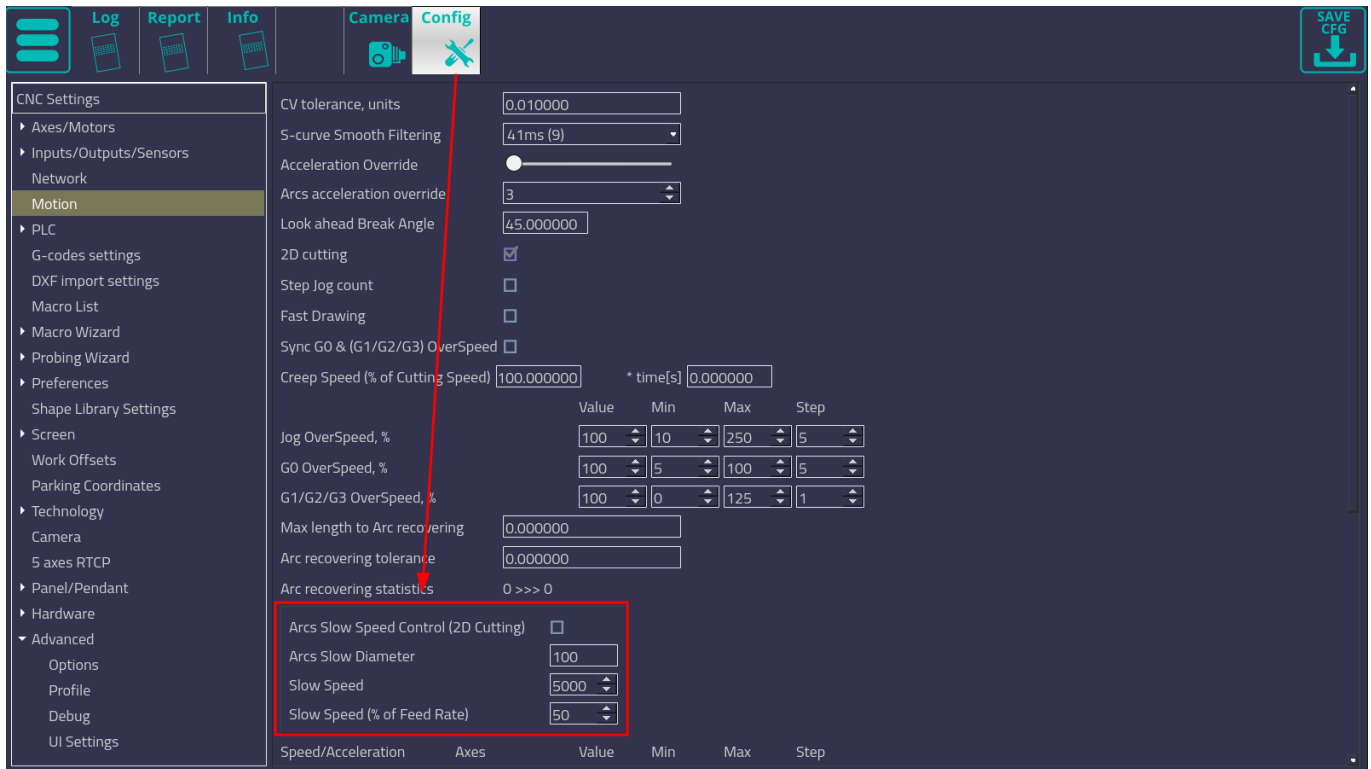 Log Report Info Camera Config SAVE CFG
CNC Settings
Axes/Motors
Inputs/Outputs/Sensors
Network
Motion
PLC
G-codes settings
DXF import settings
Macro List
Macro Wizard
Probing Wizard
Preferences
Shape Library Settings
Screen
Work Offsets
Parking Coordinates
Technology
Camera
5 axes RTCP
Panel/Pendant
Hardware
Advanced
Options
Profile
Debug
UI Settings
CV tolerance, units 0.010000
S-curve Smooth Filtering 41ms (9)
Acceleration Override
Arcs acceleration override 3
Look ahead Break Angle 45.000000
2D cutting
Step Jog count
Fast Drawing
Sync G0 & (G1/G2/G3) OverSpeed
Creep Speed (% of Cutting Speed) 100.000000 * time[s] 0.000000
Value Min Max Step
Jog OverSpeed, % 100 10 250 5
G0 OverSpeed, % 100 5 100 5
G1/G2/G3 OverSpeed, % 100 0 125 1
Max length to Arc recovering 0.000000
Arc recovering tolerance 0.000000
Arc recovering statistics 0 >>> 0
Arcs Slow Speed Control (2D Cutting)
Arcs Slow Diameter 100
Slow Speed 5000
Slow Speed (% of Feed Rate) 50
Speed/Acceleration Axes Value Min Max Step